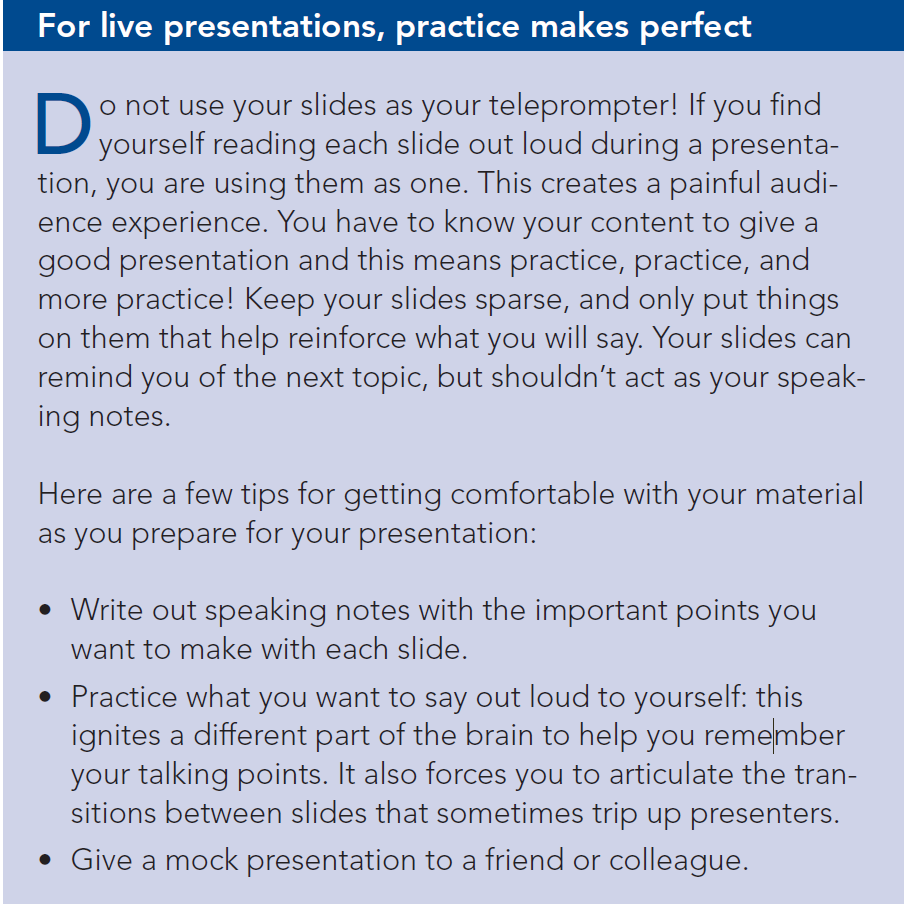 For live presentations, practice makes perfect
Do not use your slides as your teleprompter! If you find
yourself reading each slide out loud during a presenta-
tion, you are using them as one. This creates a painful audi-
ence experience. You have to know your content to give a
good presentation and this means practice, practice, and
more practice! Keep your slides sparse, and only put things
on them that help reinforce what you will say. Your slides can
remind you of the next topic, but shouldn’t act as your speak-
ing notes.
Here are a few tips for getting comfortable with your material
as you prepare for your presentation:
• Write out speaking notes with the important points you
want to make with each slide.
• Practice what you want to say out loud to yourself: this
ignites a different part of the brain to help you remember
your talking points. It also forces you to articulate the tran-
sitions between slides that sometimes trip up presenters.
• Give a mock presentation to a friend or colleague.